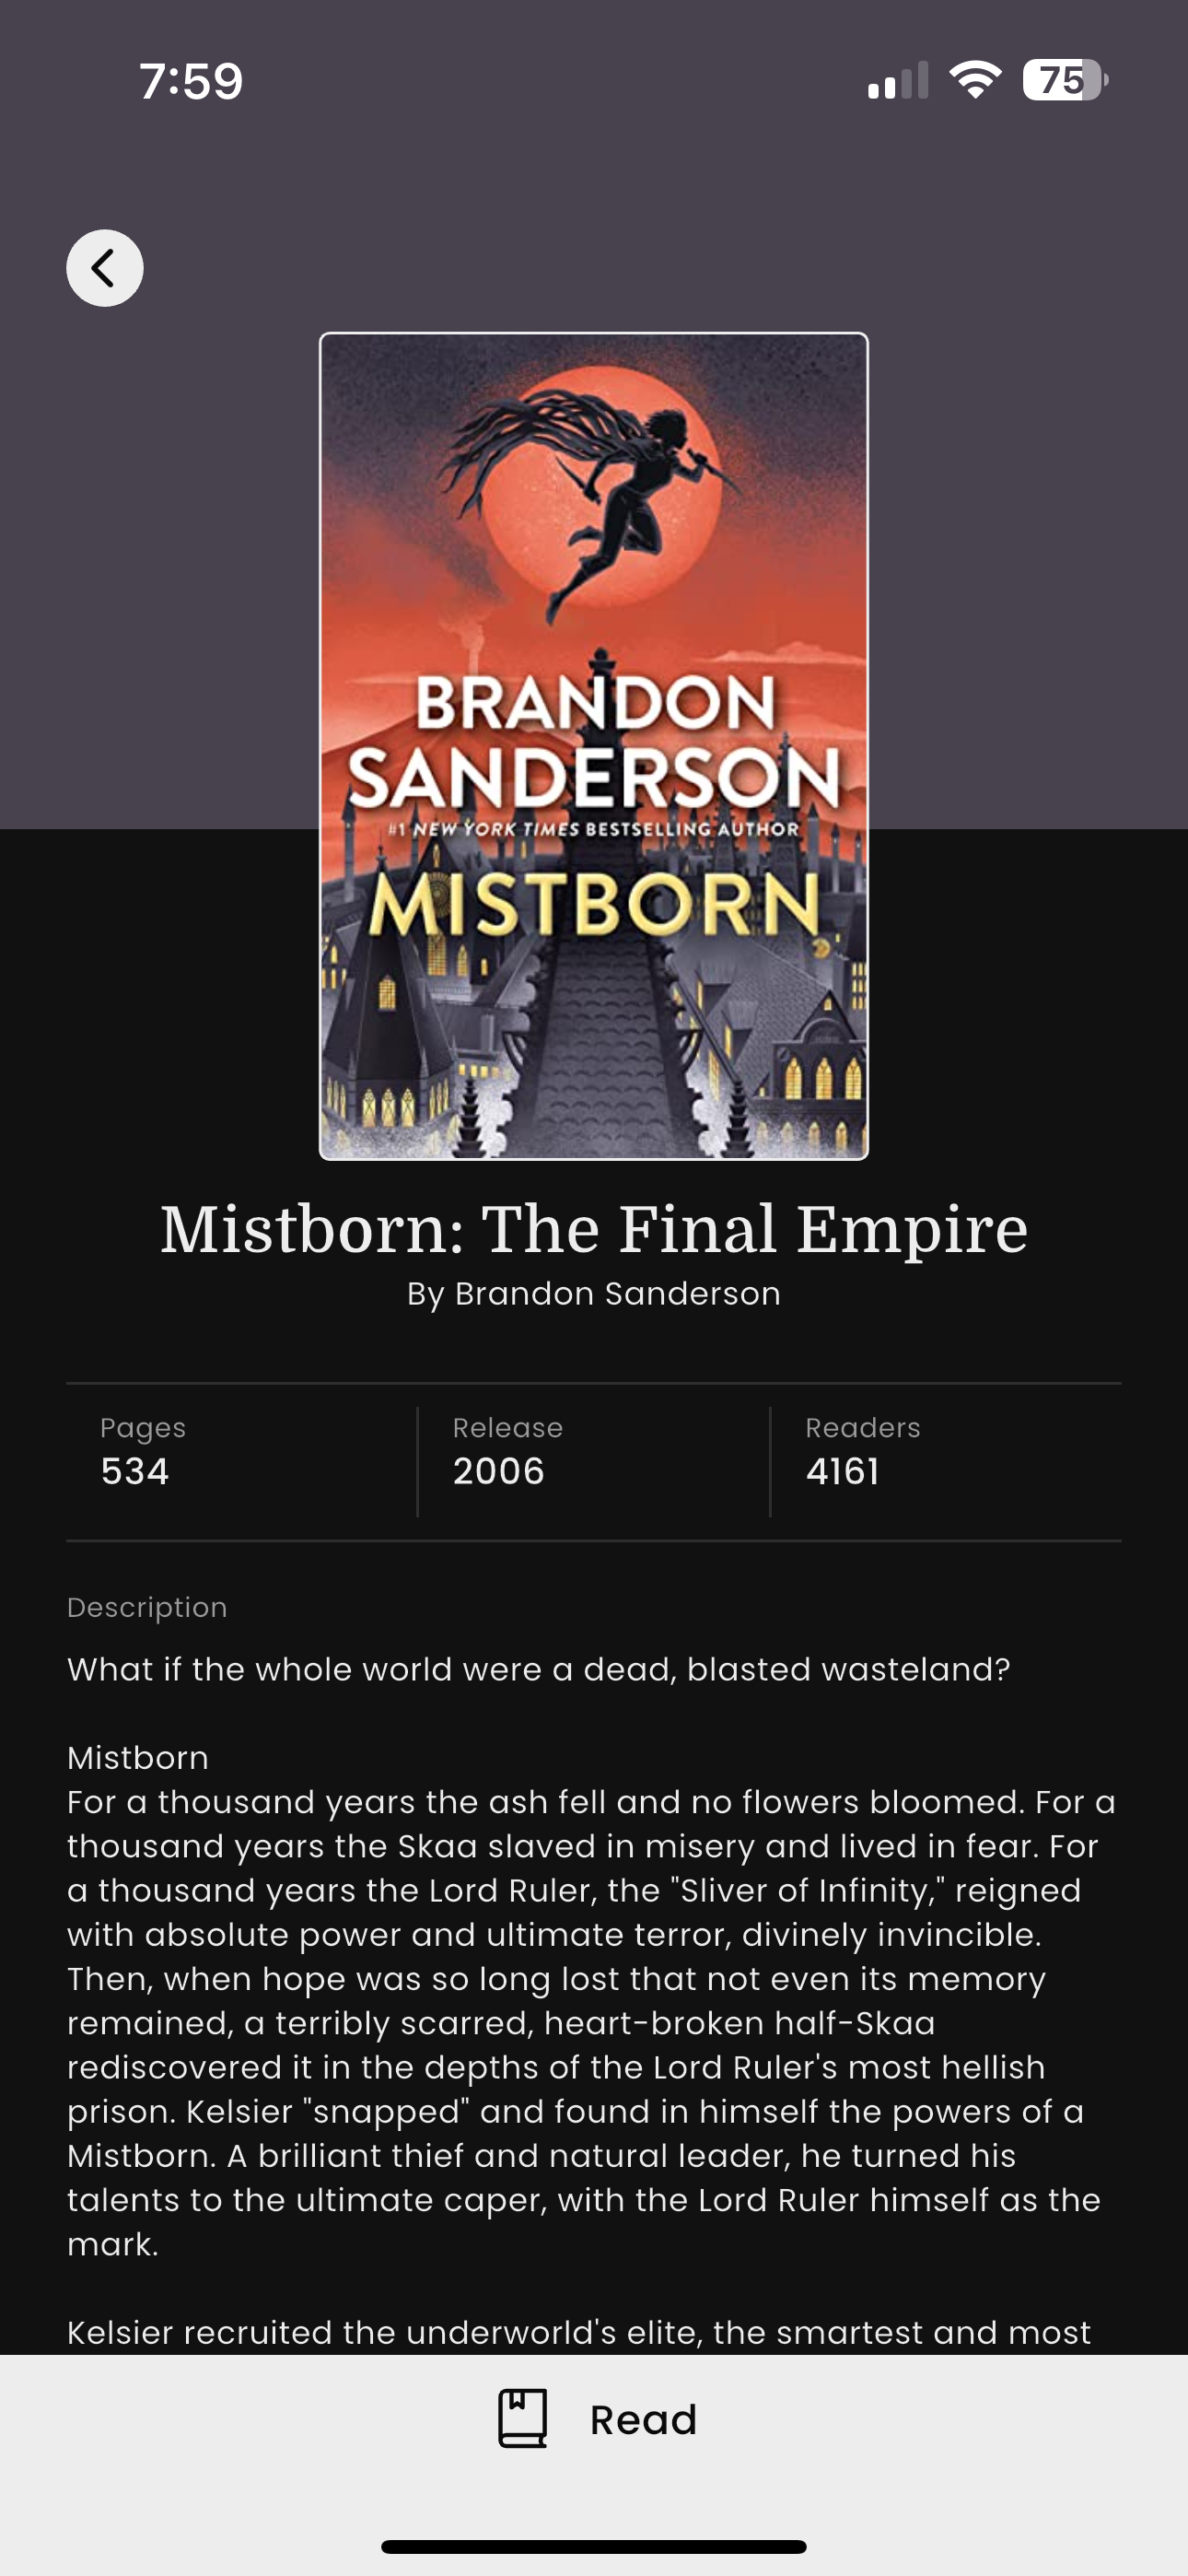 7:59
75
BRANDON
SANDERSON
#1 NEW YORK TIMES BESTSELLING AUTHOR
MISTBORN
Mistborn: The Final Empire
By Brandon Sanderson
Pages
534
Release
2006
Readers
4161
Description
What if the whole world were a dead, blasted wasteland?
Mistborn
For a thousand years the ash fell and no flowers bloomed. For a
thousand years the Skaa slaved in misery and lived in fear. For
a thousand years the Lord Ruler, the "Sliver of Infinity," reigned
with absolute power and ultimate terror, divinely invincible.
Then, when hope was so long lost that not even its memory
remained, a terribly scarred, heart-broken half-Skaa
rediscovered it in the depths of the Lord Ruler's most hellish
prison. Kelsier "snapped" and found in himself the powers of a
Mistborn. A brilliant thief and natural leader, he turned his
talents to the ultimate caper, with the Lord Ruler himself as the
mark.
Kelsier recruited the underworld's elite, the smartest and most
Read